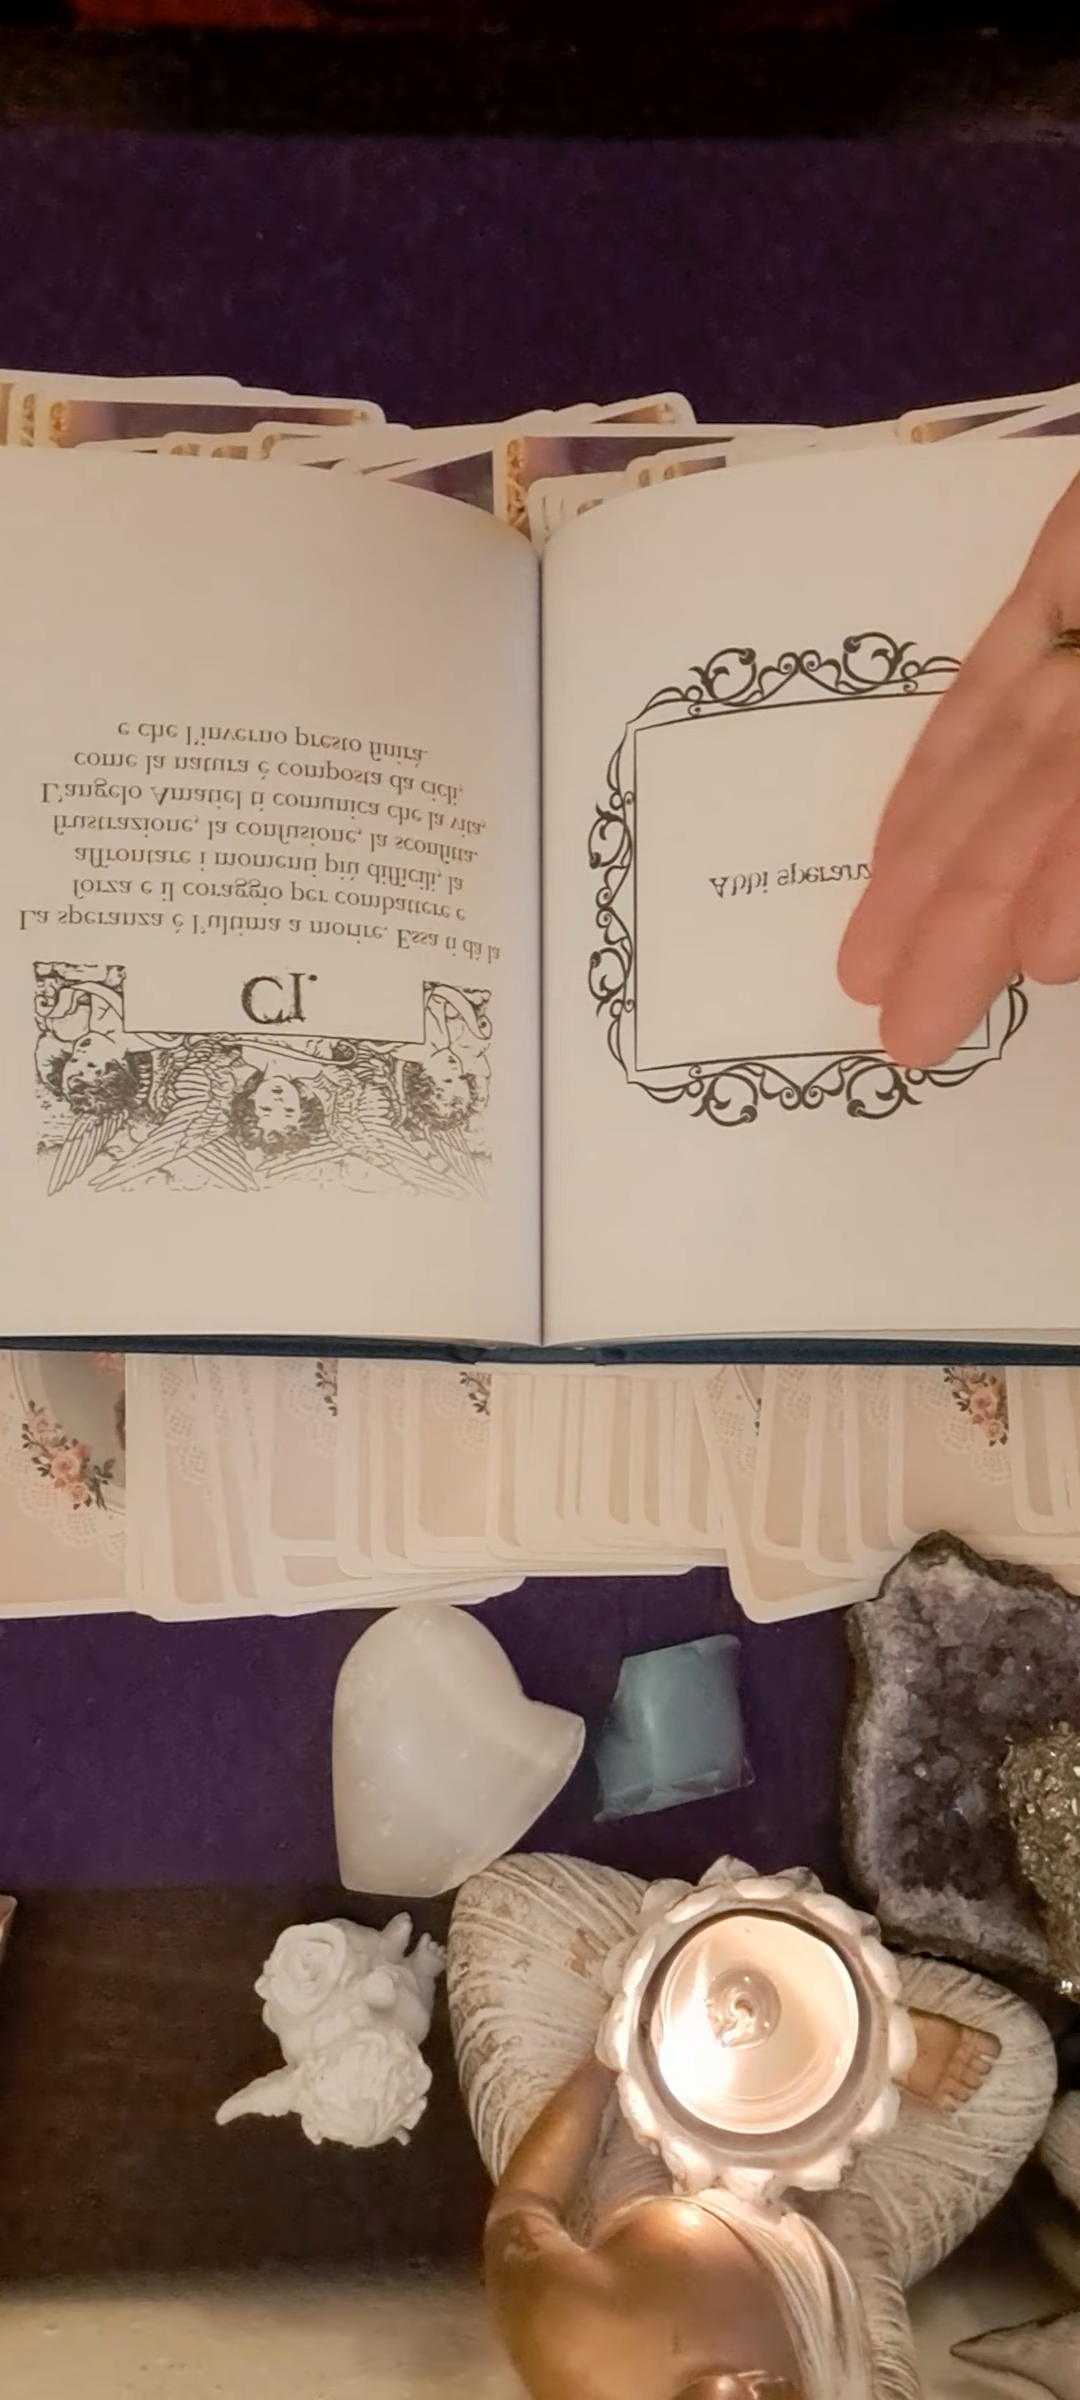 CI.
La speranza è l'ultima a morire. Essa ti dà la
forza e il coraggio per combattere e
affrontare i momenti più difficili, la
frustrazione, la confusione, la sconfitta.
L'angelo Amatiel ti comunica che la vita,
come la natura è composta da cicli,
e che l'inverno presto finirà.
Abbi